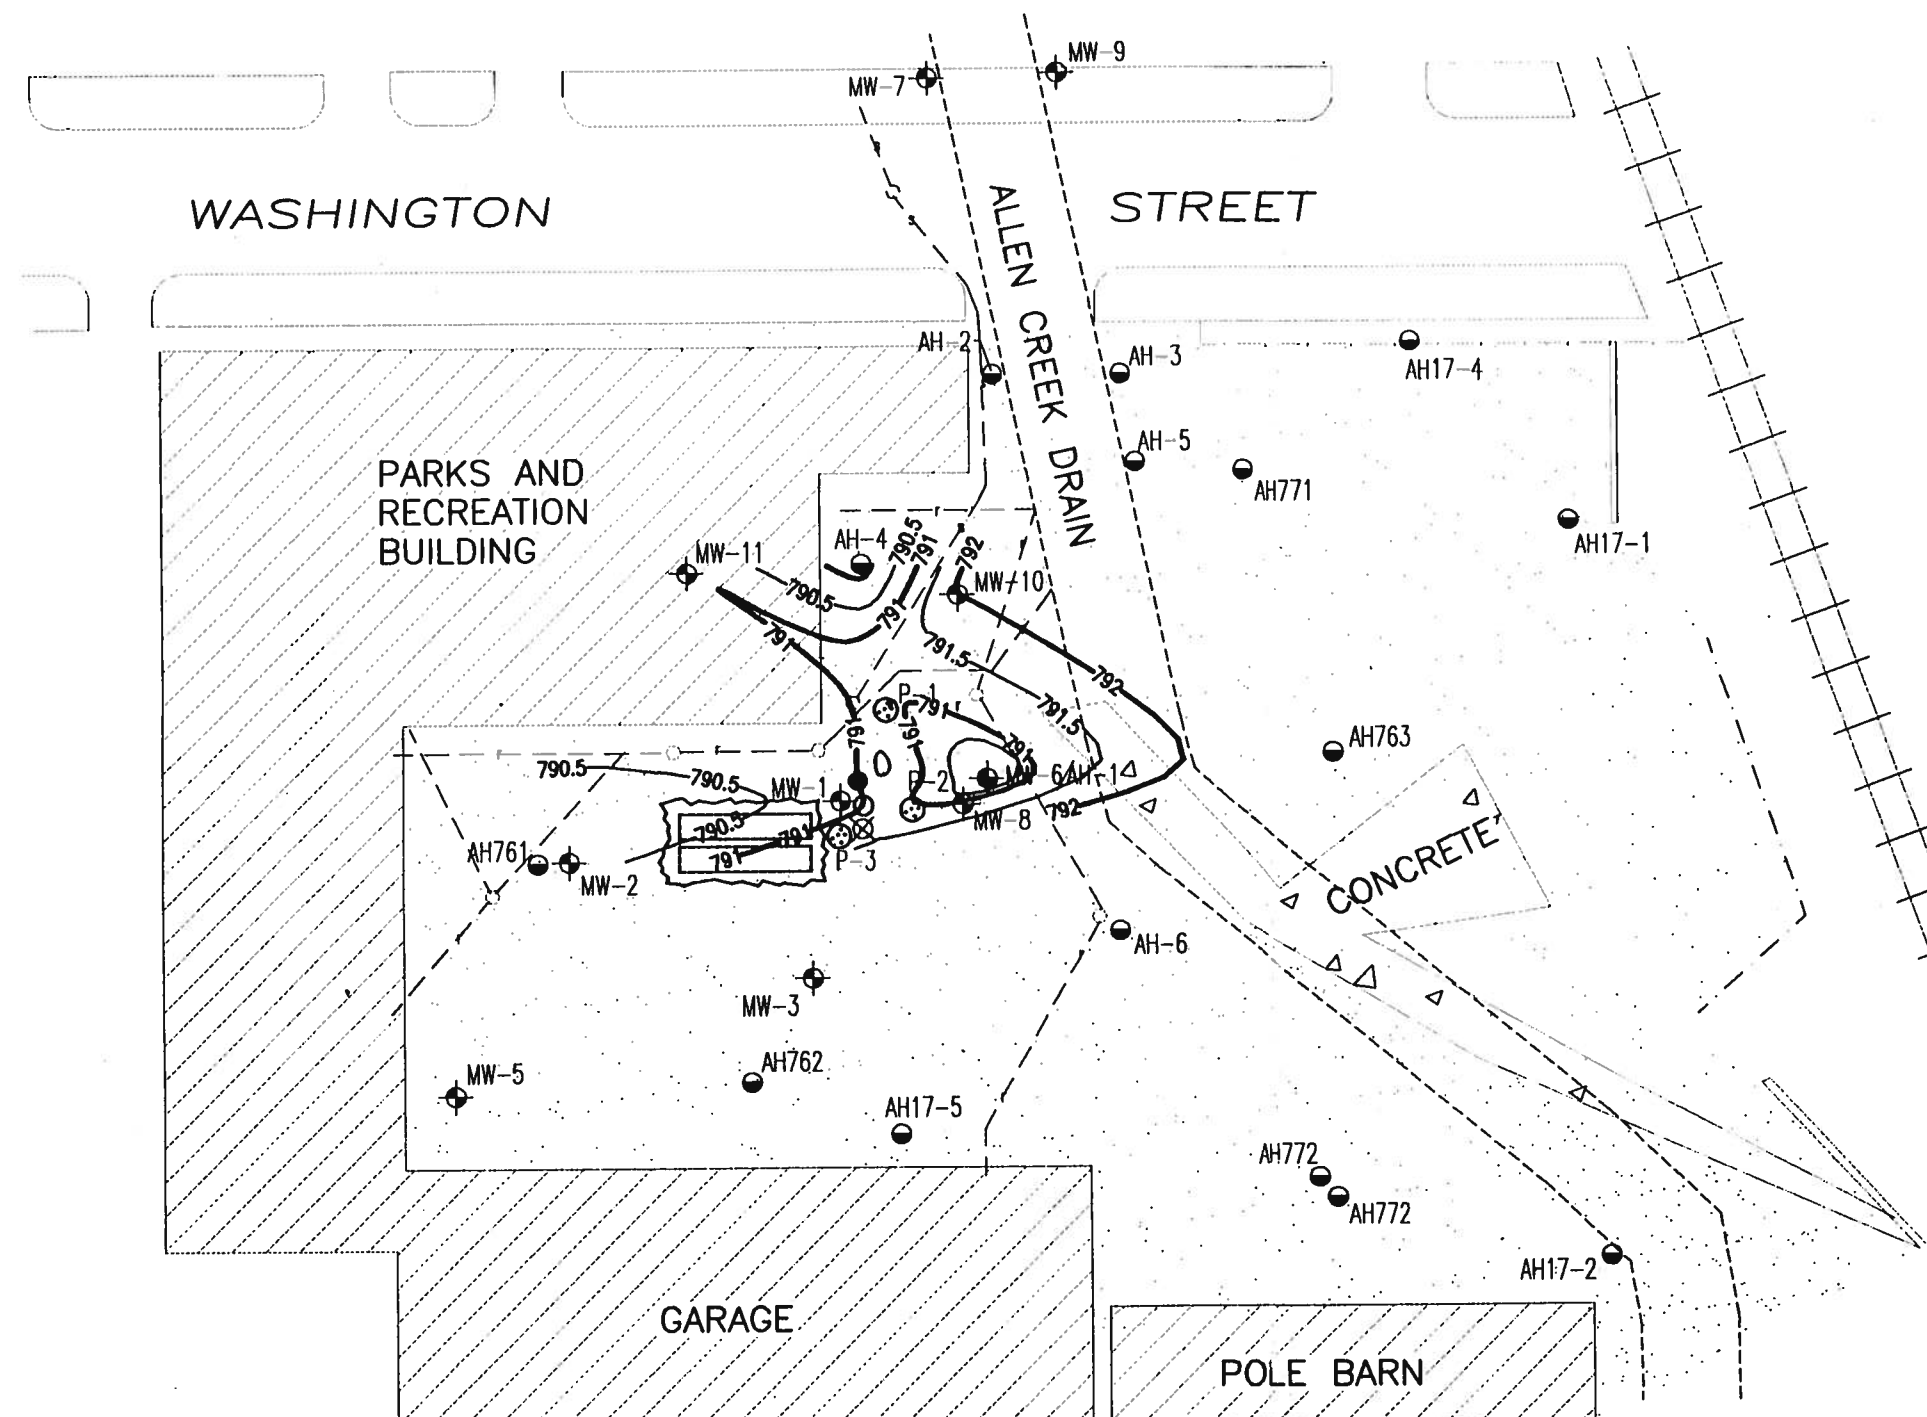 MW-9
MW-7
WASHINGTON
STREET
ALLEN CREEK DRAIN
AH-2
AH-3
AH17-4
PARKS AND
RECREATION
BUILDING
AH-5
AH771
AH17-1
MW-11
AH-4
790.5
791
792
MW-10
790.5
791
791
791.5
792
P-1
791
791.5
791
791
791
AH763
790.5
790.5
MW-1
P-2
MW-6
AH-1
792
MW-8
790.5
791
791
P-3
AH761
MW-2
CONCRETE
AH-6
MW-3
AH762
MW-5
AH17-5
AH772
AH772
AH17-2
GARAGE
POLE BARN